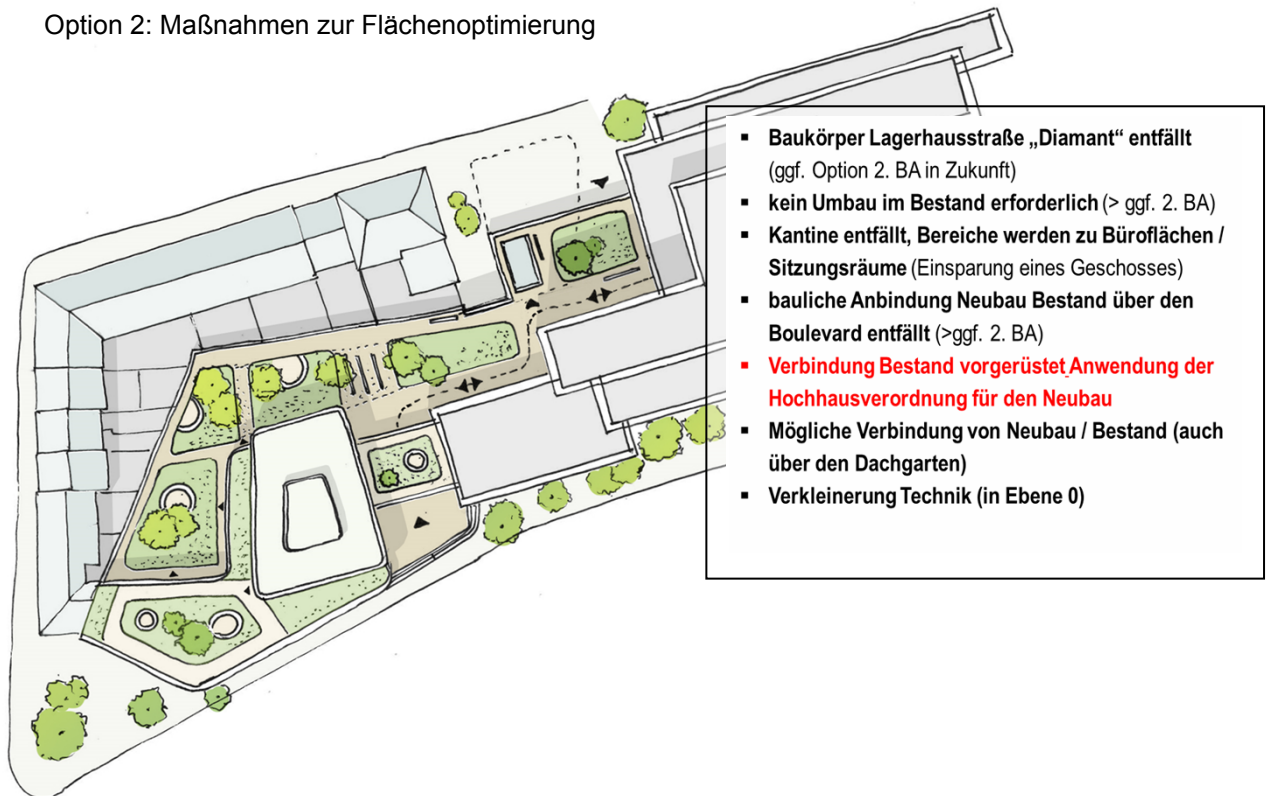 Option 2: Maßnahmen zur Flächenoptimierung
▪ Baukörper Lagerhausstraße „Diamant“ entfällt
(ggf. Option 2. BA in Zukunft)
▪ kein Umbau im Bestand erforderlich (> ggf. 2. BA)
▪ Kantine entfällt, Bereiche werden zu Büroflächen /
Sitzungsräume (Einsparung eines Geschosses)
▪ bauliche Anbindung Neubau Bestand über den
Boulevard entfällt (>ggf. 2. BA)
▪ Verbindung Bestand vorgerüstet Anwendung der
Hochhausverordnung für den Neubau
▪ Mögliche Verbindung von Neubau / Bestand (auch
über den Dachgarten)
▪ Verkleinerung Technik (in Ebene 0)